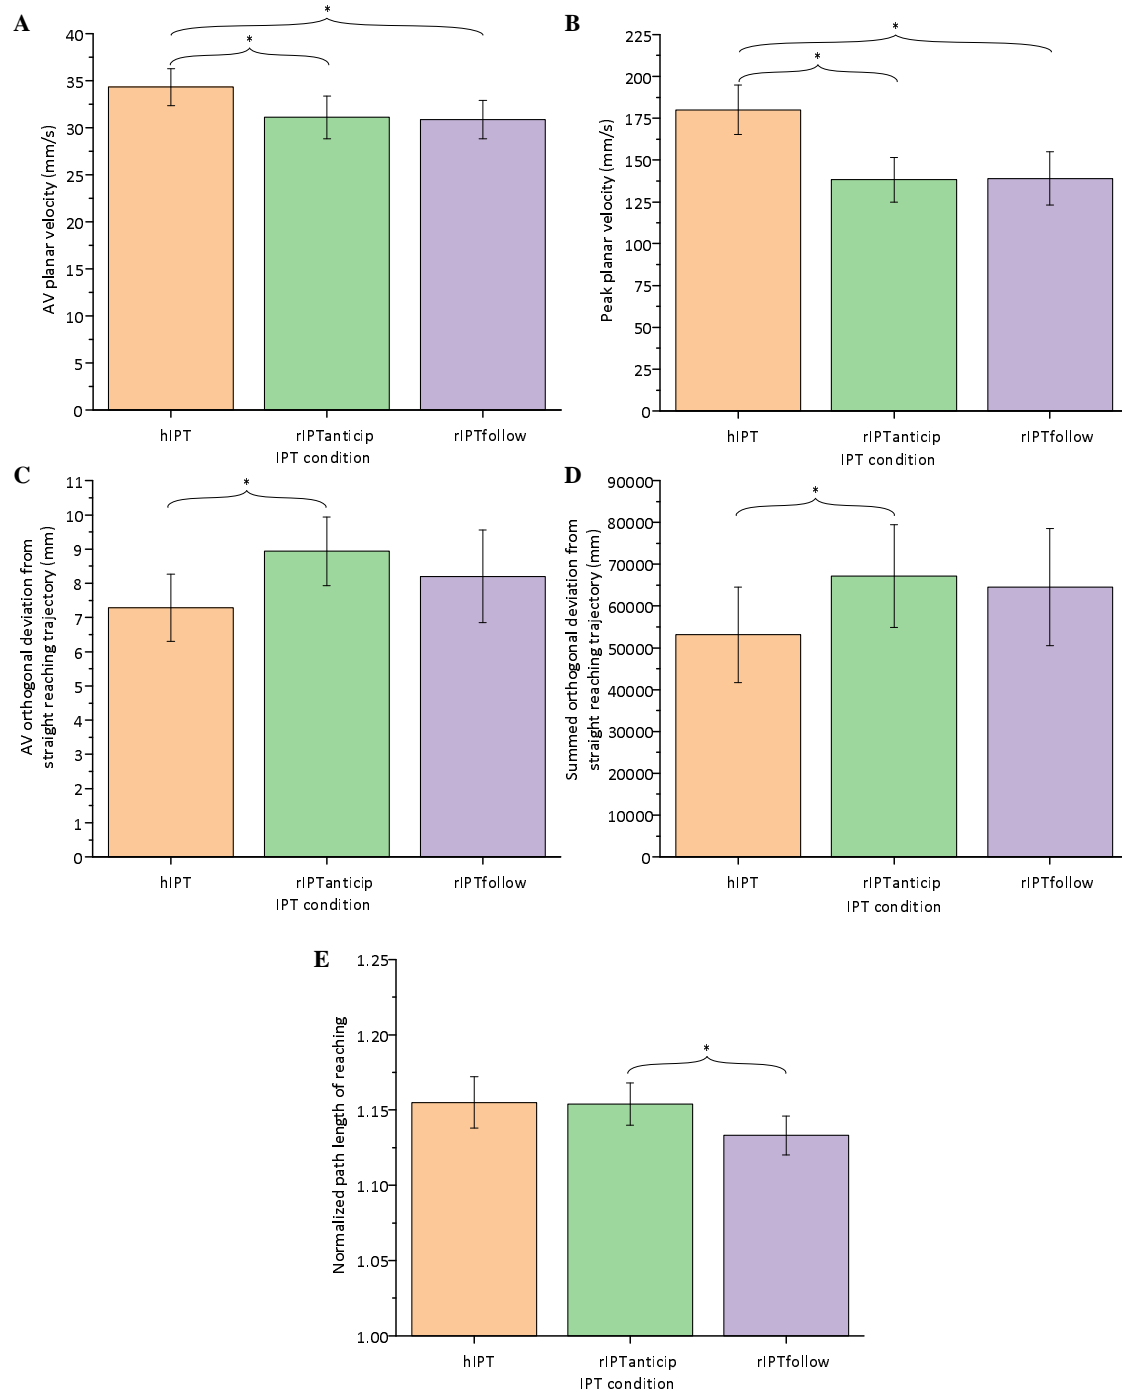 A
*
*
40
35
30
25
20
15
10
5
0
AV planar velocity (mm/s)
hIPT
rIPTanticip
rIPTfollow
IPT condition
B
*
*
225
200
175
150
125
100
75
50
25
0
Peak planar velocity (mm/s)
hIPT
rIPTanticip
rIPTfollow
IPT condition
C
*
11
10
9
8
7
6
5
4
3
2
1
0
AV orthogonal deviation from
straight reaching trajectory (mm)
hIPT
rIPTanticip
rIPTfollow
IPT condition
D
*
90000
80000
70000
60000
50000
40000
30000
20000
10000
0
Summed orthogonal deviation from
straight reaching trajectory (mm)
hIPT
rIPTanticip
rIPTfollow
IPT condition
E
*
1.25
1.20
1.15
1.10
1.05
1.00
Normalized path length of reaching
hIPT
rIPTanticip
rIPTfollow
IPT condition